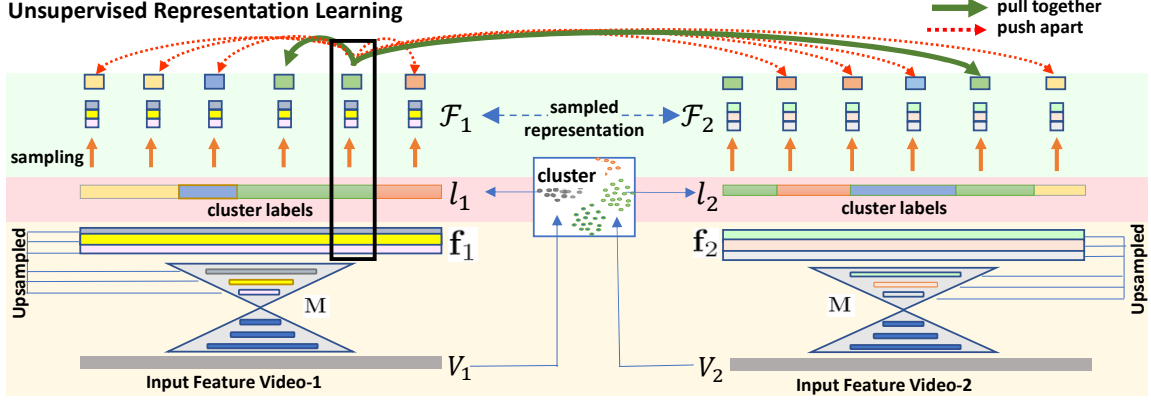 Unsupervised Representation Learning
pull together
push apart
sampling
ℱ₁
sampled
representation
ℱ₂
cluster
l₁
l₂
cluster labels
cluster labels
Upsampled
f₁
f₂
Upsampled
M
M
V₁
V₂
Input Feature Video-1
Input Feature Video-2